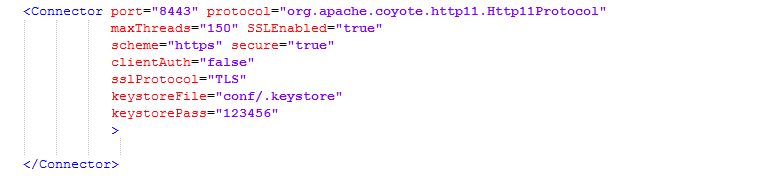 <Connector port="8443" protocol="org.apache.coyote.http11.Http11Protocol"
maxThreads="150" SSLEnabled="true"
scheme="https" secure="true"
clientAuth="false"
sslProtocol="TLS"
keystoreFile="conf/.keystore"
keystorePass="123456"
>
</Connector>